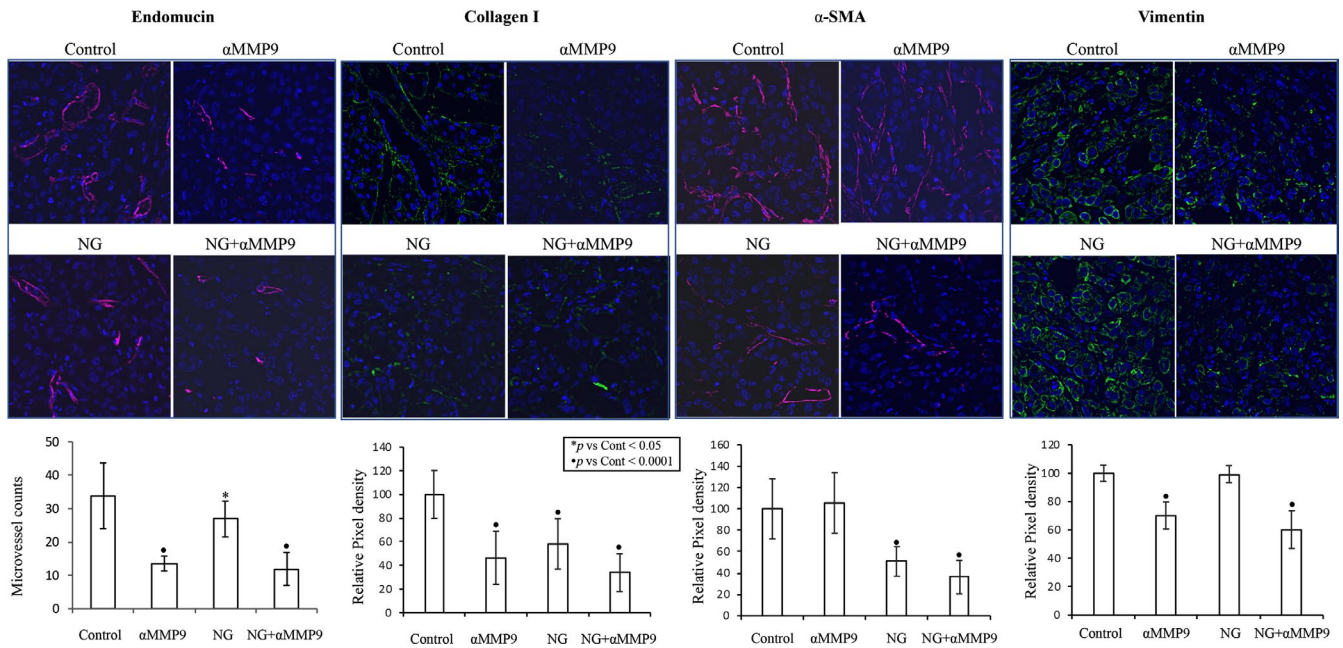 Endomucin
Collagen I
α-SMA
Vimentin
Control αMMP9
Control αMMP9
Control αMMP9
Control αMMP9
NG NG+αMMP9
NG NG+αMMP9
NG NG+αMMP9
NG NG+αMMP9
Microvessel counts
50
40
30
20
10
0
*
•
•
Control αMMP9 NG NG+αMMP9
Relative Pixel density
140
120
100
80
60
40
20
0
*p vs Cont < 0.05
•p vs Cont < 0.0001
•
•
•
Control αMMP9 NG NG+αMMP9
Relative Pixel density
160
140
120
100
80
60
40
20
0
•
•
Control αMMP9 NG NG+αMMP9
Relative Pixel density
120
100
80
60
40
20
0
•
•
Control αMMP9 NG NG+αMMP9